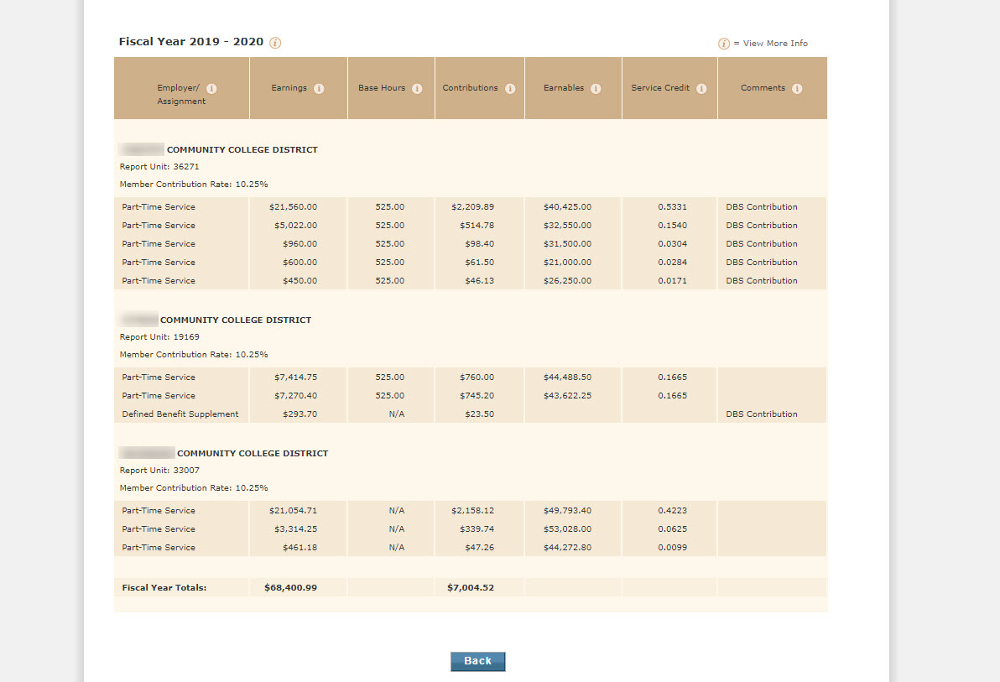 Fiscal Year 2019 - 2020 i
i = View More Info
Employer/ i Earnings i Base Hours i Contributions i Earnables i Service Credit i Comments i
Assignment
COMMUNITY COLLEGE DISTRICT
Report Unit: 36271
Member Contribution Rate: 10.25%
Part-Time Service $21,560.00 525.00 $2,209.89 $40,425.00 0.5331 DBS Contribution
Part-Time Service $5,022.00 525.00 $514.78 $32,550.00 0.1540 DBS Contribution
Part-Time Service $960.00 525.00 $98.40 $31,500.00 0.0304 DBS Contribution
Part-Time Service $600.00 525.00 $61.50 $21,000.00 0.0284 DBS Contribution
Part-Time Service $450.00 525.00 $46.13 $26,250.00 0.0171 DBS Contribution
COMMUNITY COLLEGE DISTRICT
Report Unit: 19169
Member Contribution Rate: 10.25%
Part-Time Service $7,414.75 525.00 $760.00 $44,488.50 0.1665
Part-Time Service $7,270.40 525.00 $745.20 $43,622.25 0.1665
Defined Benefit Supplement $293.70 N/A $23.50 DBS Contribution
COMMUNITY COLLEGE DISTRICT
Report Unit: 33007
Member Contribution Rate: 10.25%
Part-Time Service $21,054.71 N/A $2,158.12 $49,793.40 0.4223
Part-Time Service $3,314.25 N/A $339.74 $53,028.00 0.0625
Part-Time Service $461.18 N/A $47.26 $44,272.80 0.0099
Fiscal Year Totals: $68,400.99 $7,004.52
Back